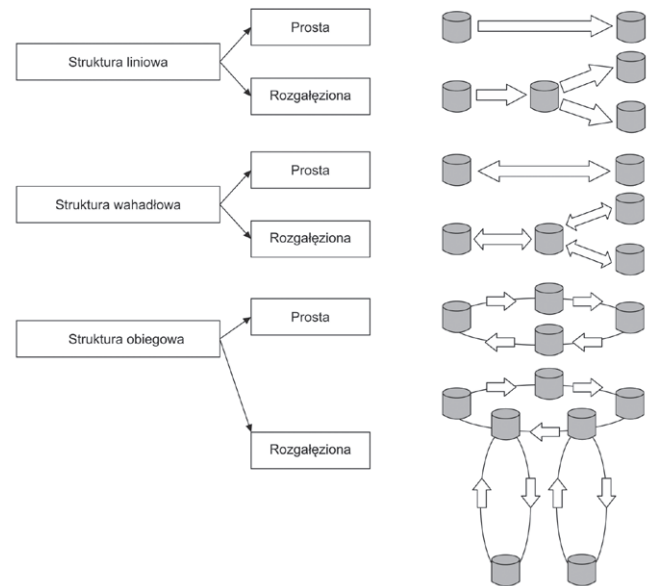 Prosta
Struktura liniowa
Rozgałęziona
Prosta
Struktura wahadłowa
Rozgałęziona
Prosta
Struktura obiegowa
Rozgałęziona